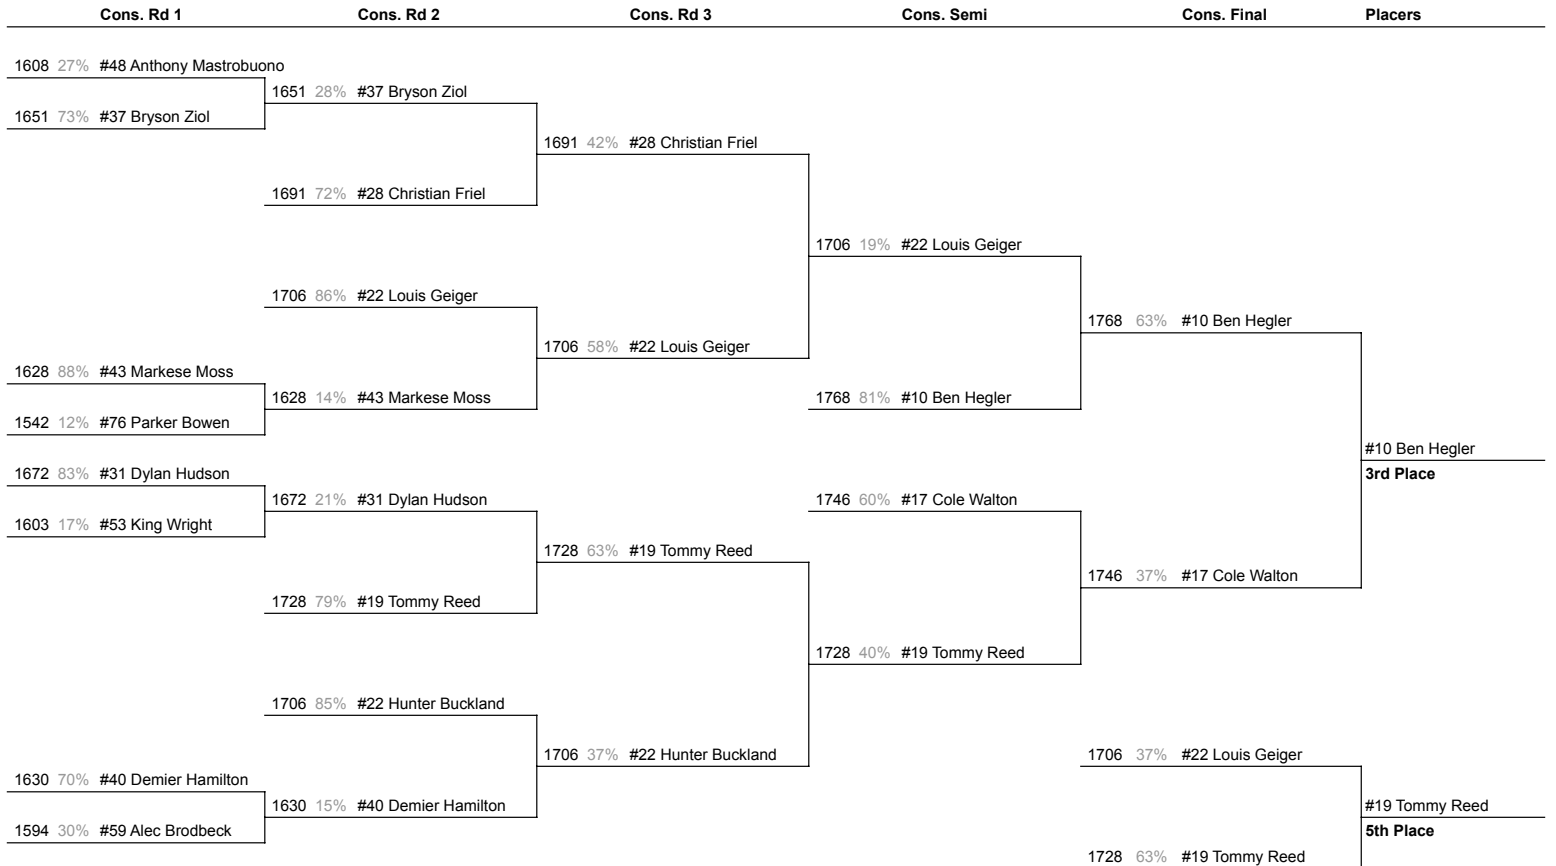 Cons. Rd 1 Cons. Rd 2 Cons. Rd 3 Cons. Semi Cons. Final Placers
1608 27% #48 Anthony Mastrobuono
1651 28% #37 Bryson Ziol
1651 73% #37 Bryson Ziol
1691 42% #28 Christian Friel
1691 72% #28 Christian Friel
1706 19% #22 Louis Geiger
1706 86% #22 Louis Geiger
1768 63% #10 Ben Hegler
1706 58% #22 Louis Geiger
1628 88% #43 Markese Moss
1628 14% #43 Markese Moss
1768 81% #10 Ben Hegler
1542 12% #76 Parker Bowen
#10 Ben Hegler
1672 83% #31 Dylan Hudson
3rd Place
1672 21% #31 Dylan Hudson
1746 60% #17 Cole Walton
1603 17% #53 King Wright
1728 63% #19 Tommy Reed
1746 37% #17 Cole Walton
1728 79% #19 Tommy Reed
1728 40% #19 Tommy Reed
1706 85% #22 Hunter Buckland
1706 37% #22 Hunter Buckland
1706 37% #22 Louis Geiger
1630 70% #40 Demier Hamilton
1630 15% #40 Demier Hamilton
#19 Tommy Reed
1594 30% #59 Alec Brodbeck
5th Place
1728 63% #19 Tommy Reed